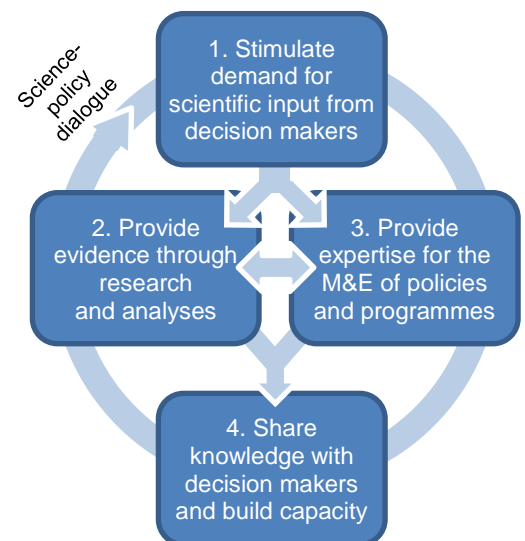 Science-
policy
dialogue
1. Stimulate
demand for
scientific input from
decision makers
2. Provide
evidence through
research
and analyses
3. Provide
expertise for the
M&E of policies
and programmes
4. Share
knowledge with
decision makers
and build capacity